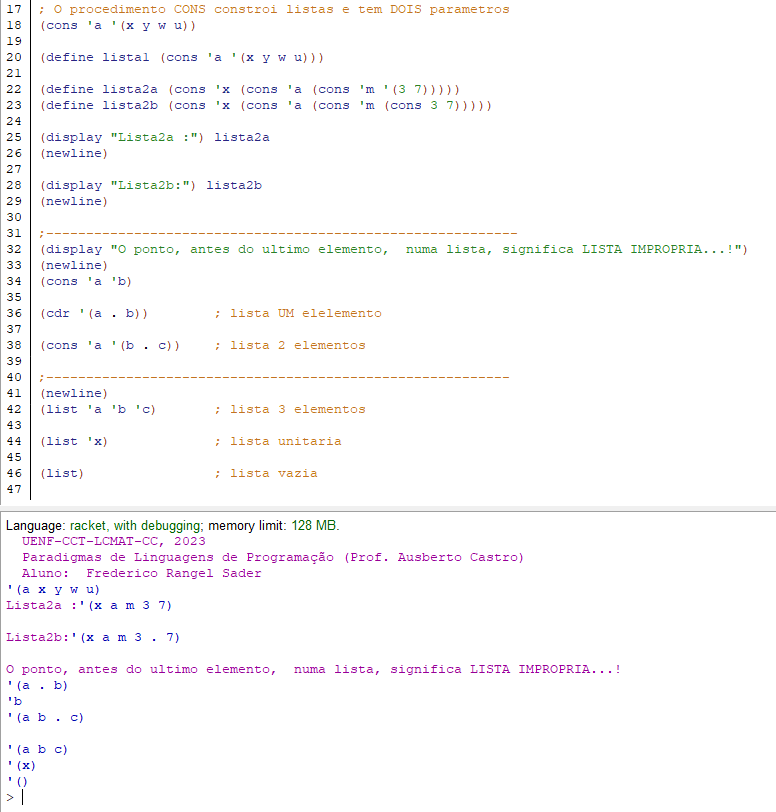 17 ; O procedimento CONS constroi listas e tem DOIS parametros
18 (cons 'a '(x y w u))
19
20 (define lista1 (cons 'a '(x y w u)))
21
22 (define lista2a (cons 'x (cons 'a (cons 'm '(3 7)))))
23 (define lista2b (cons 'x (cons 'a (cons 'm (cons 3 7)))))
24
25 (display "Lista2a :") lista2a
26 (newline)
27
28 (display "Lista2b:") lista2b
29 (newline)
30
31 ;----------------------------------------------------------
32 (display "O ponto, antes do ultimo elemento,  numa lista, significa LISTA IMPROPRIA...!")
33 (newline)
34 (cons 'a 'b)
35
36 (cdr '(a . b))        ; lista UM elelemento
37
38 (cons 'a '(b . c))    ; lista 2 elementos
39
40 ;---------------------------------------------------------
41 (newline)
42 (list 'a 'b 'c)       ; lista 3 elementos
43
44 (list 'x)             ; lista unitaria
45
46 (list)                ; lista vazia
47
Language: racket, with debugging; memory limit: 128 MB.
UENF-CCT-LCMAT-CC, 2023
Paradigmas de Linguagens de Programação (Prof. Ausberto Castro)
Aluno:  Frederico Rangel Sader
'(a x y w u)
Lista2a :'(x a m 3 7)
Lista2b:'(x a m 3 . 7)
O ponto, antes do ultimo elemento,  numa lista, significa LISTA IMPROPRIA...!
'(a . b)
'b
'(a b . c)
'(a b c)
'(x)
'()
>